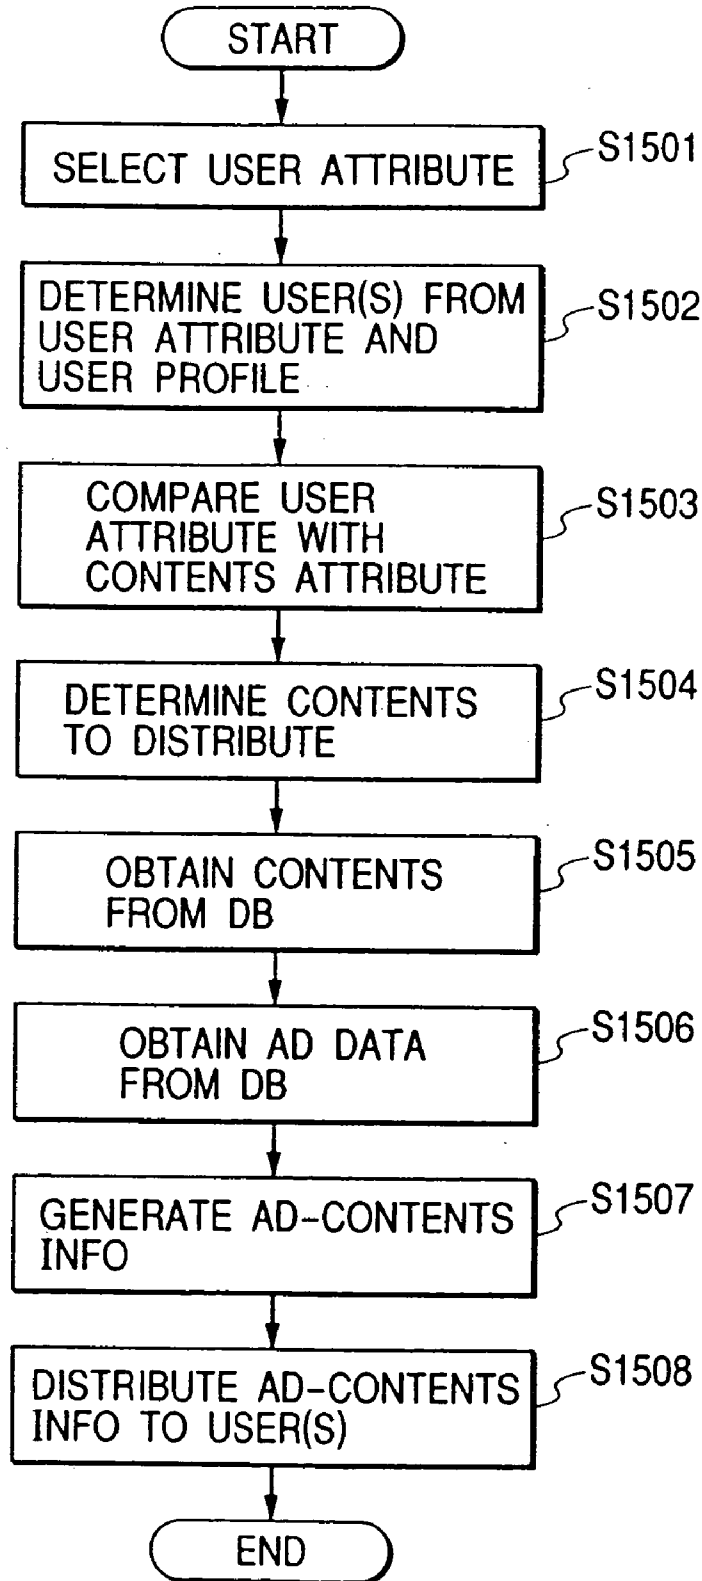 START
SELECT USER ATTRIBUTE
S1501
DETERMINE USER(S) FROM
USER ATTRIBUTE AND
USER PROFILE
S1502
COMPARE USER
ATTRIBUTE WITH
CONTENTS ATTRIBUTE
S1503
DETERMINE CONTENTS
TO DISTRIBUTE
S1504
OBTAIN CONTENTS
FROM DB
S1505
OBTAIN AD DATA
FROM DB
S1506
GENERATE AD-CONTENTS
INFO
S1507
DISTRIBUTE AD-CONTENTS
INFO TO USER(S)
S1508
END